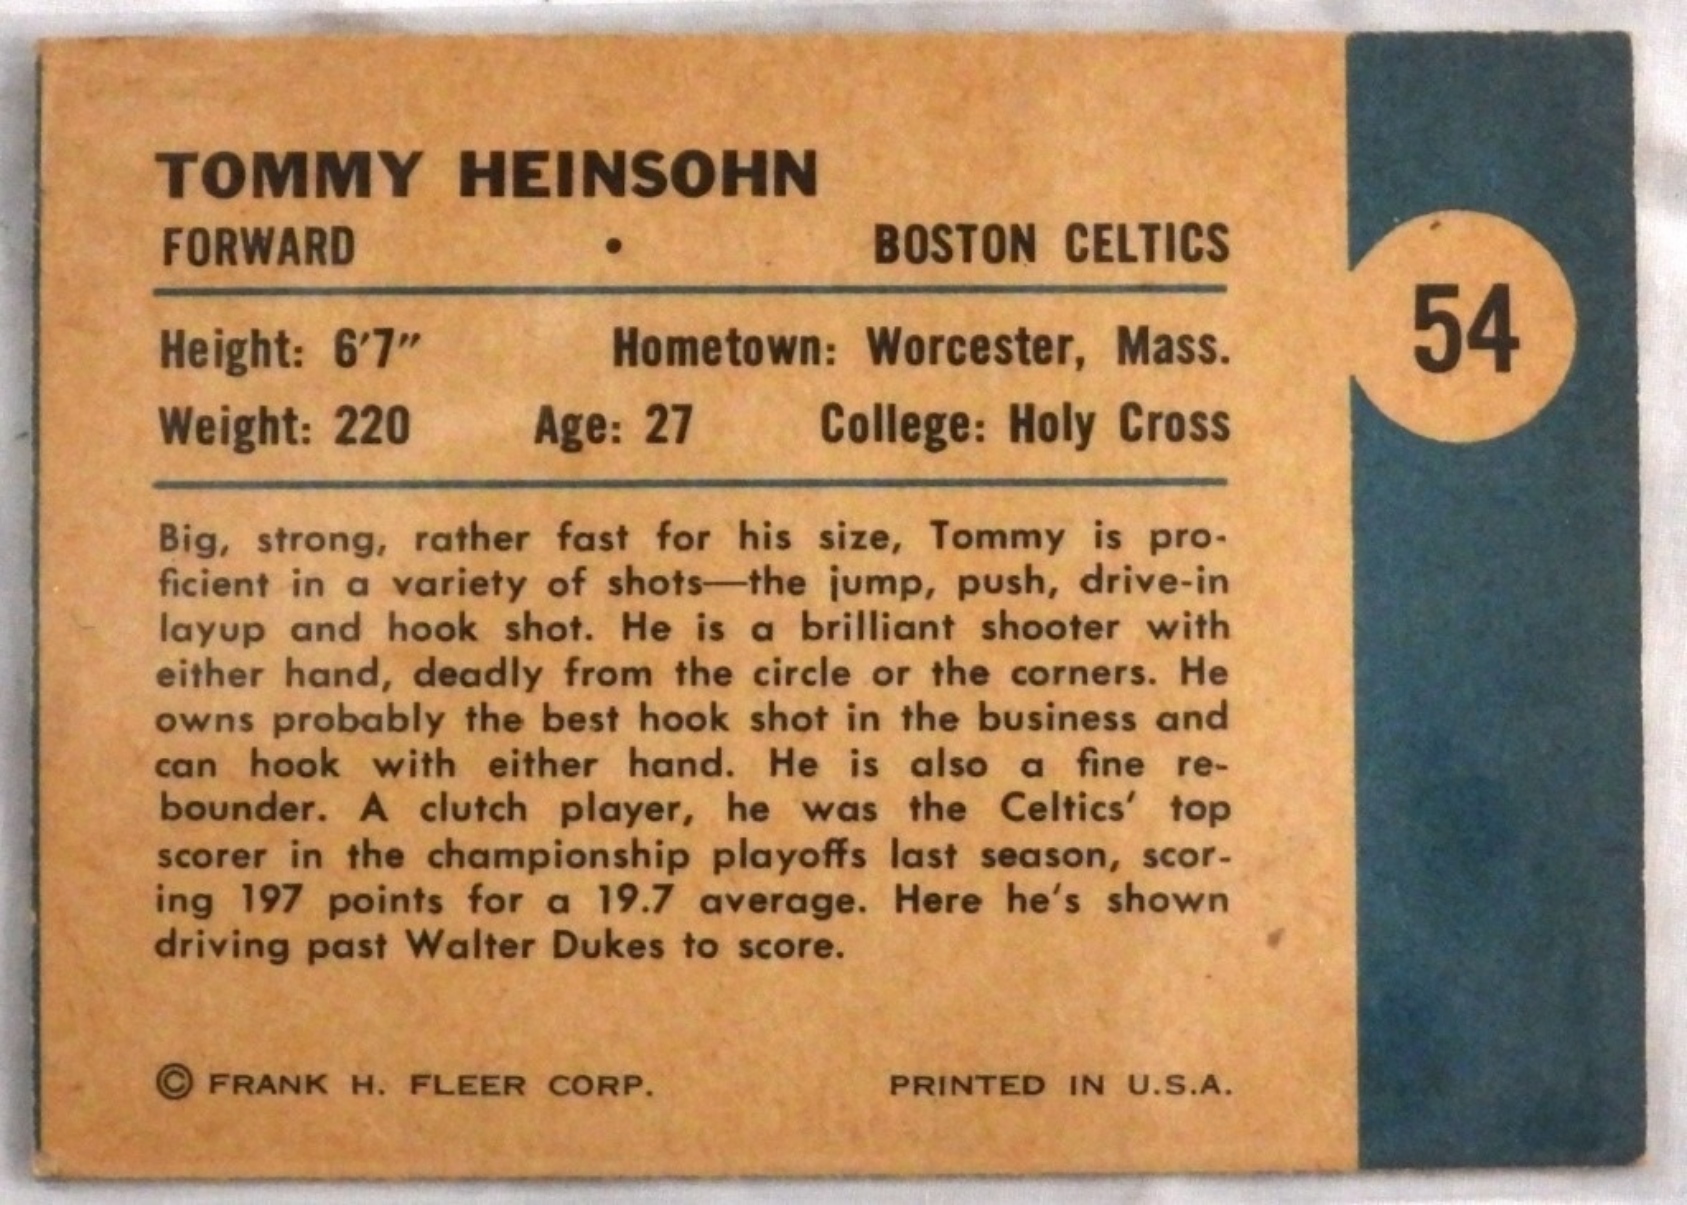 TOMMY HEINSOHN
FORWARD • BOSTON CELTICS
54
Height: 6'7" Hometown: Worcester, Mass.
Weight: 220 Age: 27 College: Holy Cross
Big, strong, rather fast for his size, Tommy is pro-
ficient in a variety of shots—the jump, push, drive-in
layup and hook shot. He is a brilliant shooter with
either hand, deadly from the circle or the corners. He
owns probably the best hook shot in the business and
can hook with either hand. He is also a fine re-
bounder. A clutch player, he was the Celtics' top
scorer in the championship playoffs last season, scor-
ing 197 points for a 19.7 average. Here he's shown
driving past Walter Dukes to score.
© FRANK H. FLEER CORP. PRINTED IN U.S.A.